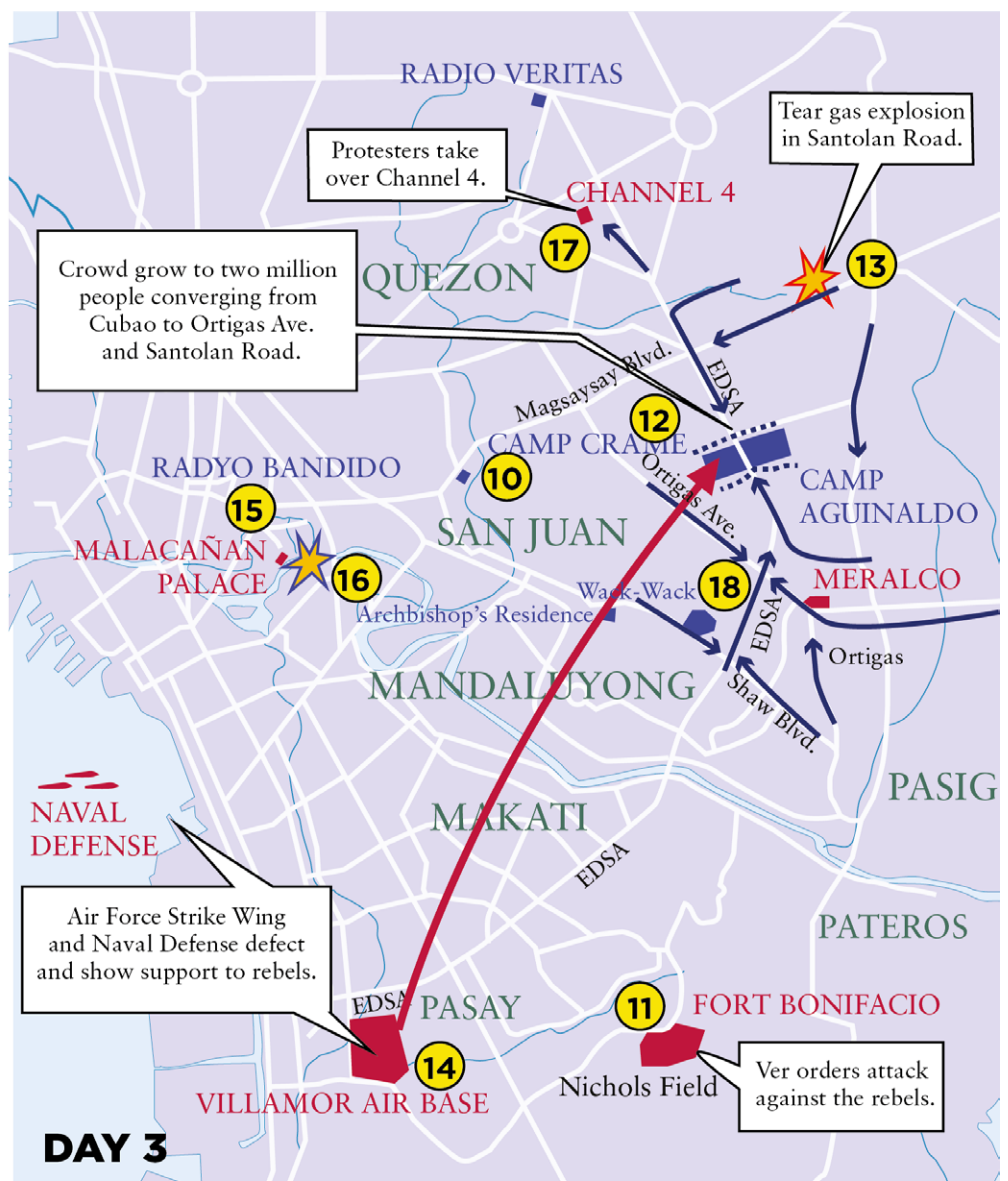 RADIO VERITAS
Tear gas explosion
in Santolan Road.
Protesters take
over Channel 4.
CHANNEL 4
17
13
Crowd grow to two million
people converging from
Cubao to Ortigas Ave.
and Santolan Road.
QUEZON
EDSA
Magsaysay Blvd.
12
CAMP CRAME
10
RADYO BANDIDO
15
Ortigas Ave.
CAMP
AGUINALDO
SAN JUAN
MALACAÑAN
PALACE
16
Wack-Wack
18
MERALCO
Archbishop's Residence
EDSA
Ortigas
MANDALUYONG
Shaw Blvd.
PASIG
NAVAL
DEFENSE
MAKATI
EDSA
Air Force Strike Wing
and Naval Defense defect
and show support to rebels.
PATEROS
EDSA
PASAY
11
FORT BONIFACIO
14
Nichols Field
Ver orders attack
against the rebels.
VILLAMOR AIR BASE
DAY 3